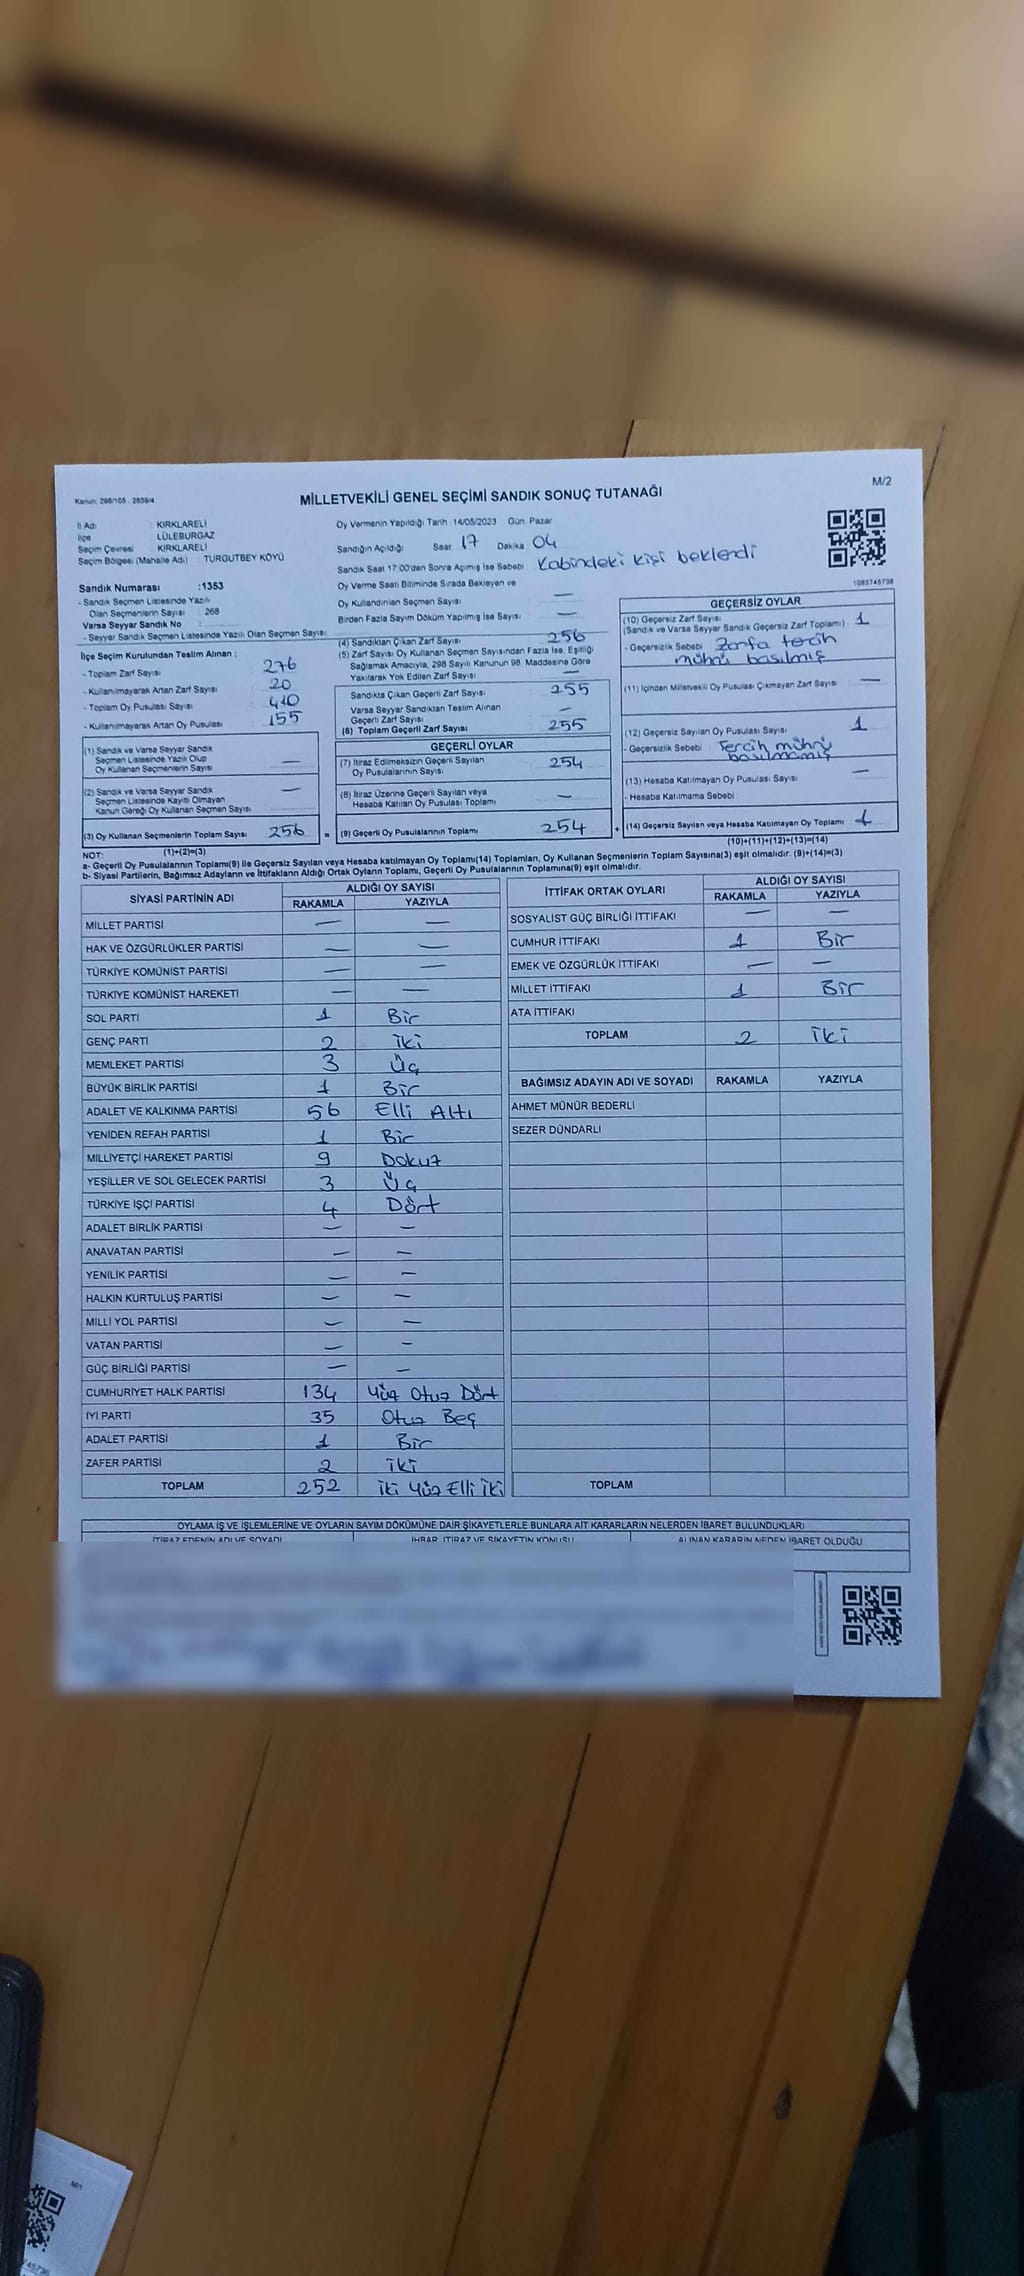 Kanun: 298/105 - 2839/4
MİLLETVEKİLİ GENEL SEÇİMİ SANDIK SONUÇ TUTANAĞI
M/2
İl Adı : KIRKLARELİ
İlçe LÜLEBURGAZ
Seçim Çevresi KIRKLARELİ
Seçim Bölgesi (Mahalle Adı) : TURGUTBEY KÖYÜ
Sandık Numarası :1353
- Sandık Seçmen Listesinde Yazılı
Olan Seçmenlerin Sayısı : 268
Varsa Seyyar Sandık No
- Seyyar Sandık Seçmen Listesinde Yazılı Olan Seçmen Sayısı
Oy Vermenin Yapıldığı Tarih :14/05/2023 Gün: Pazar
Sandığın Açıldığı Saat 17 Dakika 04
Sandık Saat 17:00'den Sonra Açımış İse Sebebi : Kabindeki kişi beklendi
Oy Verme Saati Bitiminde Sırada Bekleyen ve
Oy Kullandırılan Seçmen Sayısı —
Birden Fazla Sayım Döküm Yapılmış İse Sayısı: —
1083745738
İlçe Seçim Kurulundan Teslim Alınan :
- Toplam Zarf Sayısı 276
- Kullanılmayarak Artan Zarf Sayısı 20
- Toplam Oy Pusulası Sayısı 410
- Kullanılmayarak Artan Oy Pusulası 155
(1) Sandık ve Varsa Seyyar Sandık
Seçmen Listesinde Yazılı Olup
Oy Kullanan Seçmenlerin Sayısı —
(2) Sandık ve Varsa Seyyar Sandık
Seçmen Listesinde Kayıtlı Olmayan
Kanun Gereği Oy Kullanan Seçmen Sayısı —
(3) Oy Kullanan Seçmenlerin Toplam Sayısı 256 =
(1)+(2)=(3)
(4) Sandıktan Çıkan Zarf Sayısı 256
(5) Zarf Sayısı Oy Kullanan Seçmen Sayısından Fazla İse, Eşitliği
Sağlamak Amacıyla, 298 Sayılı Kanunun 98. Maddesine Göre
Yakılarak Yok Edilen Zarf Sayısı —
Sandıkta Çıkan Geçerli Zarf Sayısı 255
Varsa Seyyar Sandıktan Teslim Alınan
Geçerli Zarf Sayısı —
(6) Toplam Geçerli Zarf Sayısı 255
GEÇERLİ OYLAR
(7) İtiraz Edilmeksizin Geçerli Sayılan
Oy Pusulalarının Sayısı 254
(8) İtiraz Üzerine Geçerli Sayılan veya
Hesaba Katılan Oy Pusulası Toplamı —
(9) Geçerli Oy Pusulalarının Toplamı 254 +
GEÇERSİZ OYLAR
(10) Geçersiz Zarf Sayısı
(Sandık ve Varsa Seyyar Sandık Geçersiz Zarf Toplamı) 1
- Geçersizlik Sebebi Zarfa tercih
mührü basılmış
(11) İçinden Milletvekili Oy Pusulası Çıkmayan Zarf Sayısı —
(12) Geçersiz Sayılan Oy Pusulası Sayısı 1
- Geçersizlik Sebebi : Tercih mührü
basılmamış
(13) Hesaba Katılmayan Oy Pusulası Sayısı —
- Hesaba Katılmama Sebebi
(14) Geçersiz Sayılan veya Hesaba Katılmayan Oy Toplamı
(10)+(11)+(12)+(13)=(14)
NOT:
a- Geçerli Oy Pusulalarının Toplamı(9) ile Geçersiz Sayılan veya Hesaba katılmayan Oy Toplamı(14) Toplamları, Oy Kullanan Seçmenlerin Toplam Sayısına(3) eşit olmalıdır. (9)+(14)=(3)
b- Siyasi Partilerin, Bağımsız Adayların ve İttifakların Aldığı Oyların Toplamı, Geçerli Oy Pusulalarının Toplamına(9) eşit olmalıdır.
SİYASİ PARTİNİN ADI ALDIĞI OY SAYISI
RAKAMLA YAZIYLA
MİLLET PARTİSİ — —
HAK VE ÖZGÜRLÜKLER PARTİSİ — —
TÜRKİYE KOMÜNİST PARTİSİ — —
TÜRKİYE KOMÜNİST HAREKETİ — —
SOL PARTİ 1 Bir
GENÇ PARTİ 2 İki
MEMLEKET PARTİSİ 3 Üç
BÜYÜK BİRLİK PARTİSİ 1 Bir
ADALET VE KALKINMA PARTİSİ 56 Elli Altı
YENİDEN REFAH PARTİSİ 1 Bir
MİLLİYETÇİ HAREKET PARTİSİ 9 Dokuz
YEŞİLLER VE SOL GELECEK PARTİSİ 3 Üç
TÜRKİYE İŞÇİ PARTİSİ 4 Dört
ADALET BİRLİK PARTİSİ — —
ANAVATAN PARTİSİ — —
YENİLİK PARTİSİ — —
HALKIN KURTULUŞ PARTİSİ — —
MİLLİ YOL PARTİSİ — —
VATAN PARTİSİ — —
GÜÇ BİRLİĞİ PARTİSİ — —
CUMHURİYET HALK PARTİSİ 134 Yüz Otuz Dört
İYİ PARTİ 35 Otuz Beş
ADALET PARTİSİ 1 Bir
ZAFER PARTİSİ 2 iki
TOPLAM 252 iki Yüz Elli İki
İTTİFAK ORTAK OYLARI ALDIĞI OY SAYISI
RAKAMLA YAZIYLA
SOSYALİST GÜÇ BİRLİĞİ İTTİFAKI — —
CUMHUR İTTİFAKI 1 Bir
EMEK VE ÖZGÜRLÜK İTTİFAKI — —
MİLLET İTTİFAKI 1 Bir
ATA İTTİFAKI
TOPLAM 2 iki
BAĞIMSIZ ADAYIN ADI VE SOYADI RAKAMLA YAZIYLA
AHMET MÜNÜR BEDERLİ
SEZER DÜNDARLI
TOPLAM
OYLAMA İŞ VE İŞLEMLERİNE VE OYLARIN SAYIM DÖKÜMÜNE DAİR ŞİKAYETLERLE BUNLARA AİT KARARLARIN NELERDEN İBARET BULUNDUKLARI
İTİRAZ EDENİN ADI VE SOYADI İHBAR, İTİRAZ VE ŞİKAYETİN KONUSU ALINAN KARARIN NEDEN İBARET OLDUĞU
M/1